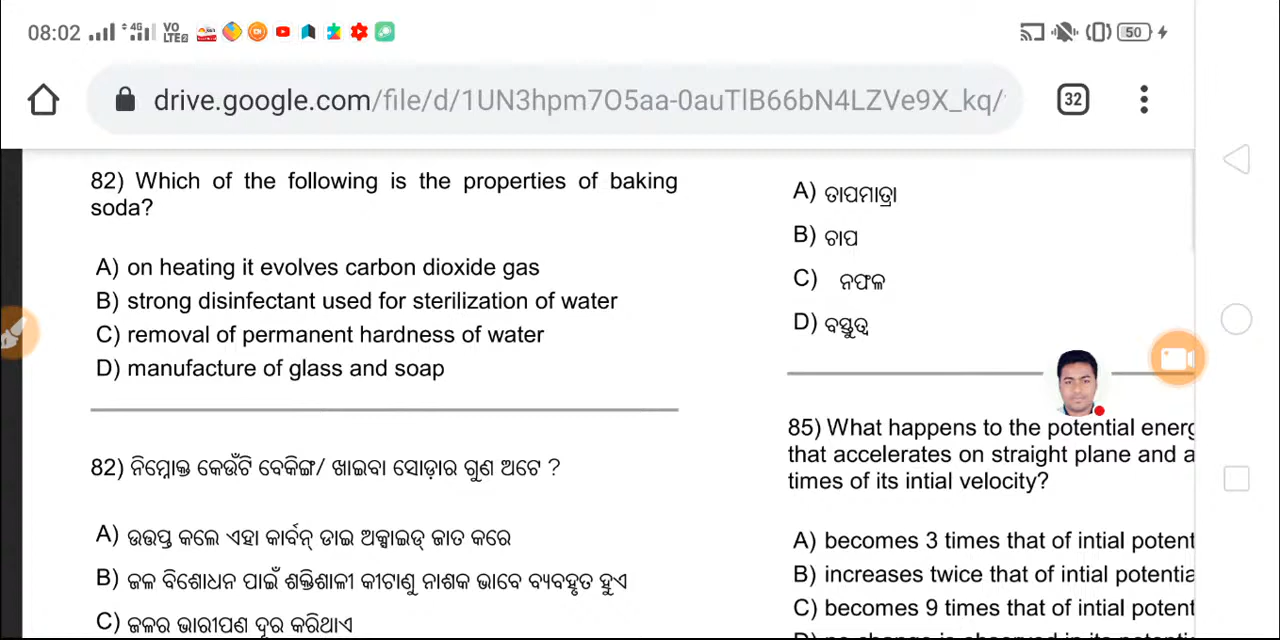 08:02 4G VO LTE2 50
drive.google.com/file/d/1UN3hpm7O5aa-0auTlB66bN4LZVe9X_kq/
32
82) Which of the following is the properties of baking
soda?
A) on heating it evolves carbon dioxide gas
B) strong disinfectant used for sterilization of water
C) removal of permanent hardness of water
D) manufacture of glass and soap
82) ନିମ୍ନୋକ୍ତ କେଉଁଟି ବେକିଙ୍ଗ/ ଖାଇବା ସୋଡ଼ାର ଗୁଣ ଅଟେ ?
A) ଉତ୍ତପ୍ତ କଲେ ଏହା କାର୍ବନ୍ ଡାଇ ଅକ୍ସାଇଡ୍ ଜାତ କରେ
B) ଜଳ ବିଶୋଧନ ପାଇଁ ଶକ୍ତିଶାଳୀ କୀଟାଣୁ ନାଶକ ଭାବେ ବ୍ୟବହୃତ ହୁଏ
C) ଜଳର ଭାରୀପଣ ଦୂର କରିଥାଏ
A) ତାପମାତ୍ରା
B) ଚାପ
C) ନଫଳ
D) ବସ୍ତୁତ୍ୱ
85) What happens to the potential energ
that accelerates on straight plane and a
times of its intial velocity?
A) becomes 3 times that of intial potent
B) increases twice that of intial potentia
C) becomes 9 times that of intial potent